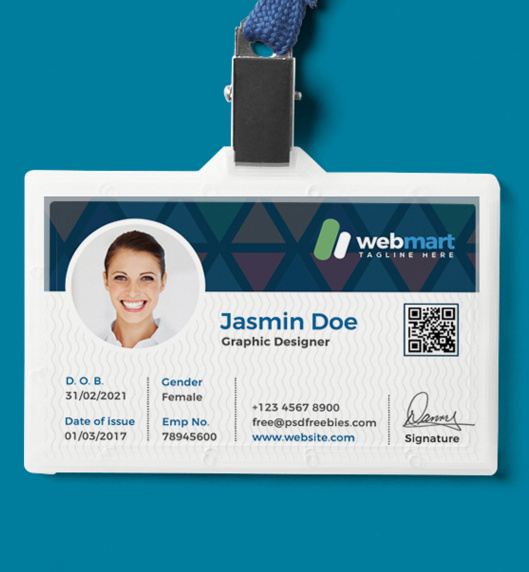 webmart
TAGLINE HERE
Jasmin Doe
Graphic Designer
D. O. B.
31/02/2021
Gender
Female
Date of issue
01/03/2017
Emp No.
78945600
+123 4567 8900
free@psdfreebies.com
www.website.com
Danny
Signature